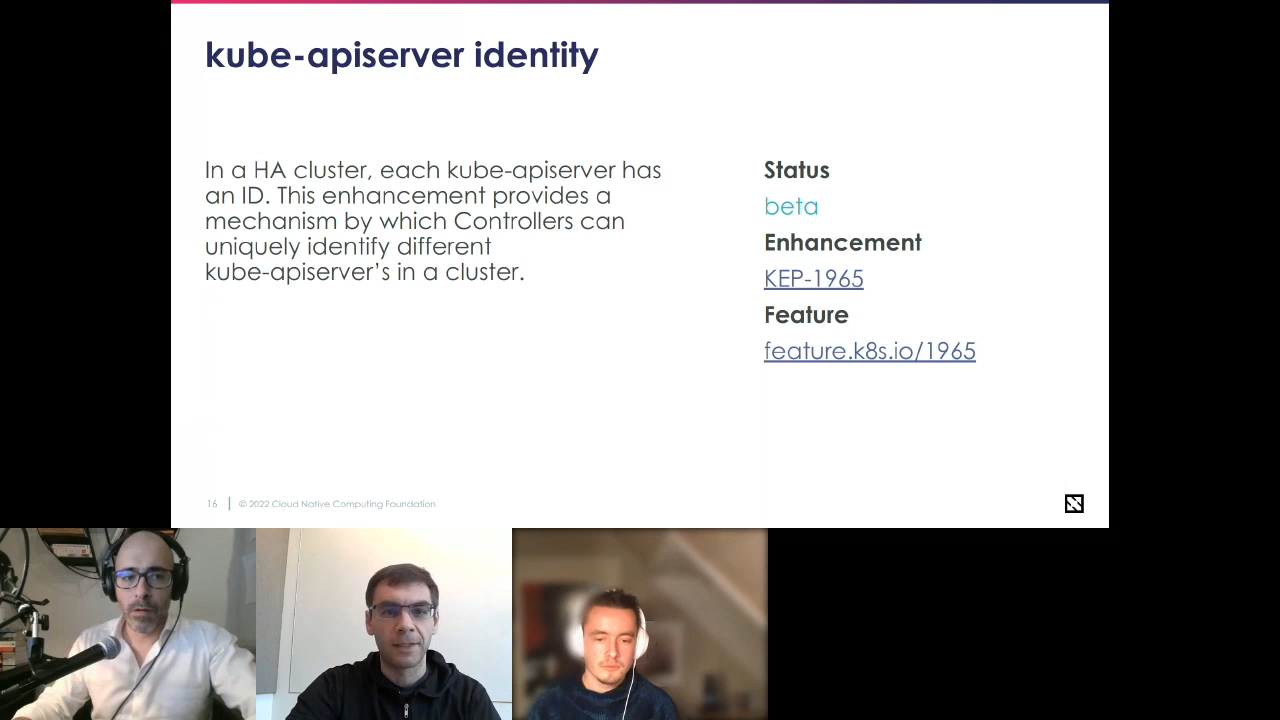 kube-apiserver identity
In a HA cluster, each kube-apiserver has
an ID. This enhancement provides a
mechanism by which Controllers can
uniquely identify different
kube-apiserver’s in a cluster.
Status
beta
Enhancement
KEP-1965
Feature
feature.k8s.io/1965
16
© 2022 Cloud Native Computing Foundation